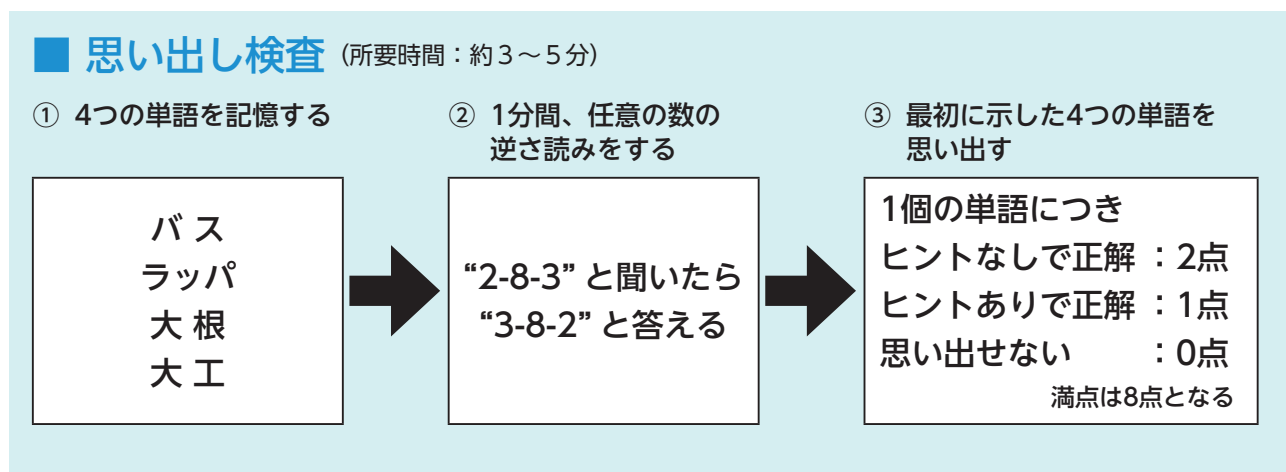 ■ 思い出し検査 (所要時間：約3～5分)
① 4つの単語を記憶する
バ ス
ラッパ
大 根
大 工
② 1分間、任意の数の
逆さ読みをする
“2-8-3” と聞いたら
“3-8-2” と答える
③ 最初に示した4つの単語を
思い出す
1個の単語につき
ヒントなしで正解 ：2点
ヒントありで正解 ：1点
思い出せない ：0点
満点は8点となる